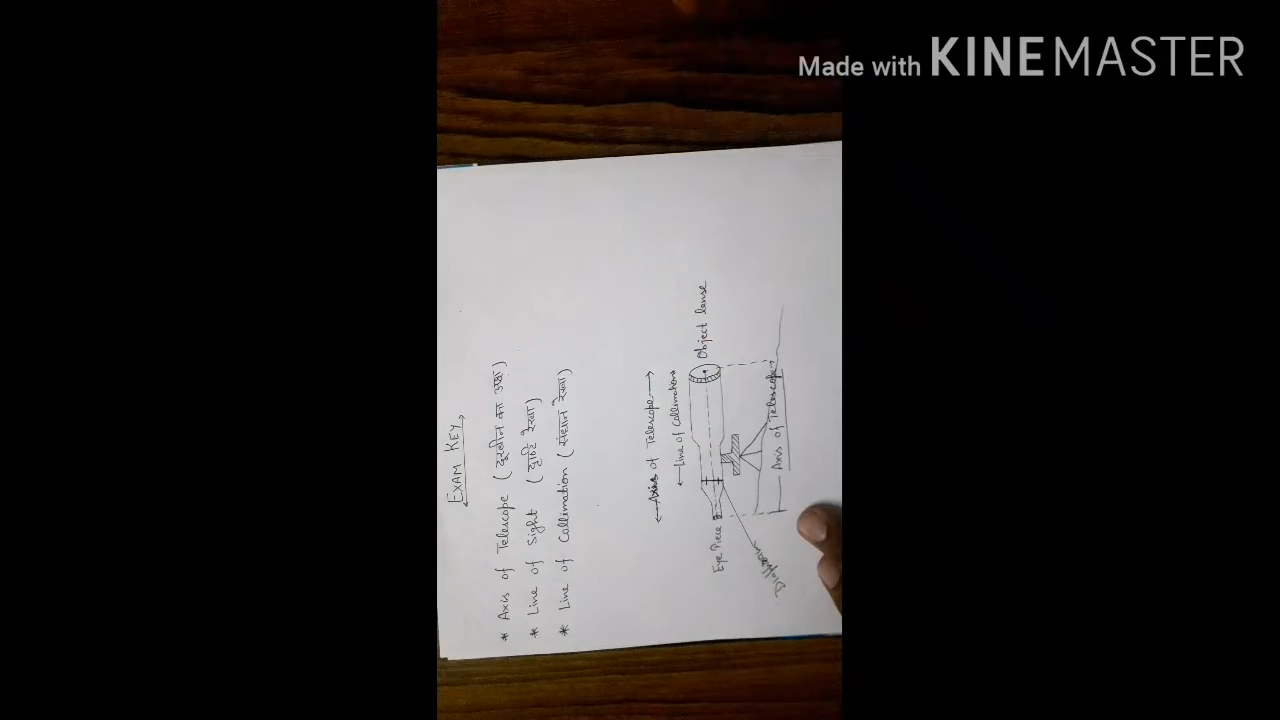 Made with KINEMASTER
EXAM KEY
* Axis of Telescope (दूरबीन का अक्ष)
* Line of Sight (दृष्टि रेखा)
* Line of Collimation (संधान रेखा)
Axis of Telescope
Line of Collimation
Eye Piece
Object lense
Axis of Telescope